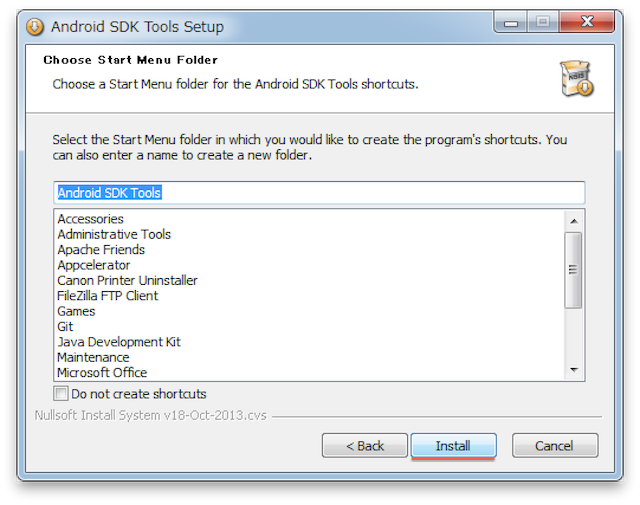 Android SDK Tools Setup
Choose Start Menu Folder
Choose a Start Menu folder for the Android SDK Tools shortcuts.
NSIS
Select the Start Menu folder in which you would like to create the program's shortcuts. You
can also enter a name to create a new folder.
Android SDK Tools
Accessories
Administrative Tools
Apache Friends
Appcelerator
Canon Printer Uninstaller
FileZilla FTP Client
Games
Git
Java Development Kit
Maintenance
Microsoft Office
Do not create shortcuts
Nullsoft Install System v18-Oct-2013.cvs
< Back
Install
Cancel